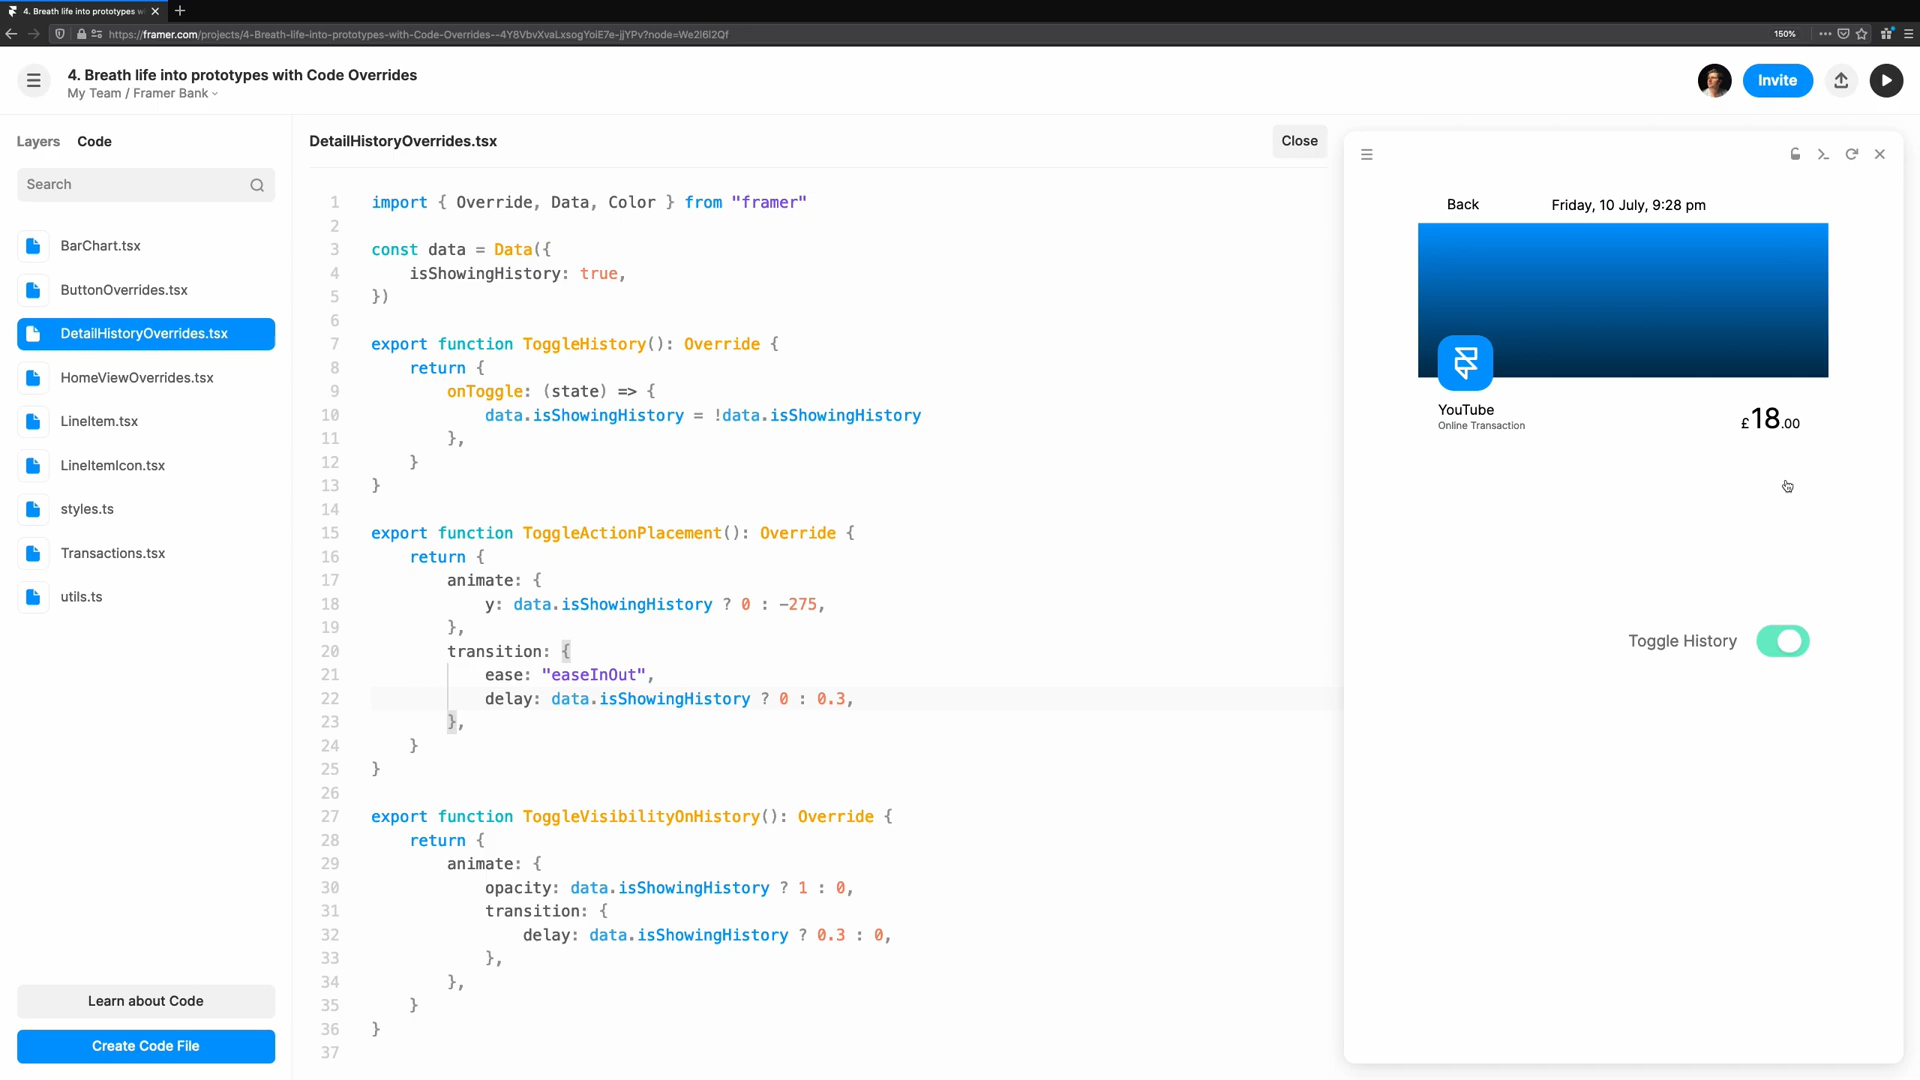 4. Breath life into prototypes w
https://framer.com/projects/4-Breath-life-into-prototypes-with-Code-Overrides--4Y8VbvXvaLxsogYoiE7e-jjYPv?node=We2I6I2Qf
150%
4. Breath life into prototypes with Code Overrides
My Team / Framer Bank
Invite
Layers
Code
Search
BarChart.tsx
ButtonOverrides.tsx
DetailHistoryOverrides.tsx
HomeViewOverrides.tsx
LineItem.tsx
LineItemIcon.tsx
styles.ts
Transactions.tsx
utils.ts
Learn about Code
Create Code File
DetailHistoryOverrides.tsx
Close
1 import { Override, Data, Color } from "framer"
2
3 const data = Data({
4 isShowingHistory: true,
5 })
6
7 export function ToggleHistory(): Override {
8 return {
9 onToggle: (state) => {
10 data.isShowingHistory = !data.isShowingHistory
11 },
12 }
13 }
14
15 export function ToggleActionPlacement(): Override {
16 return {
17 animate: {
18 y: data.isShowingHistory ? 0 : -275,
19 },
20 transition: {
21 ease: "easeInOut",
22 delay: data.isShowingHistory ? 0 : 0.3,
23 },
24 }
25 }
26
27 export function ToggleVisibilityOnHistory(): Override {
28 return {
29 animate: {
30 opacity: data.isShowingHistory ? 1 : 0,
31 transition: {
32 delay: data.isShowingHistory ? 0.3 : 0,
33 },
34 },
35 }
36 }
37
Back
Friday, 10 July, 9:28 pm
YouTube
Online Transaction
£18.00
Toggle History